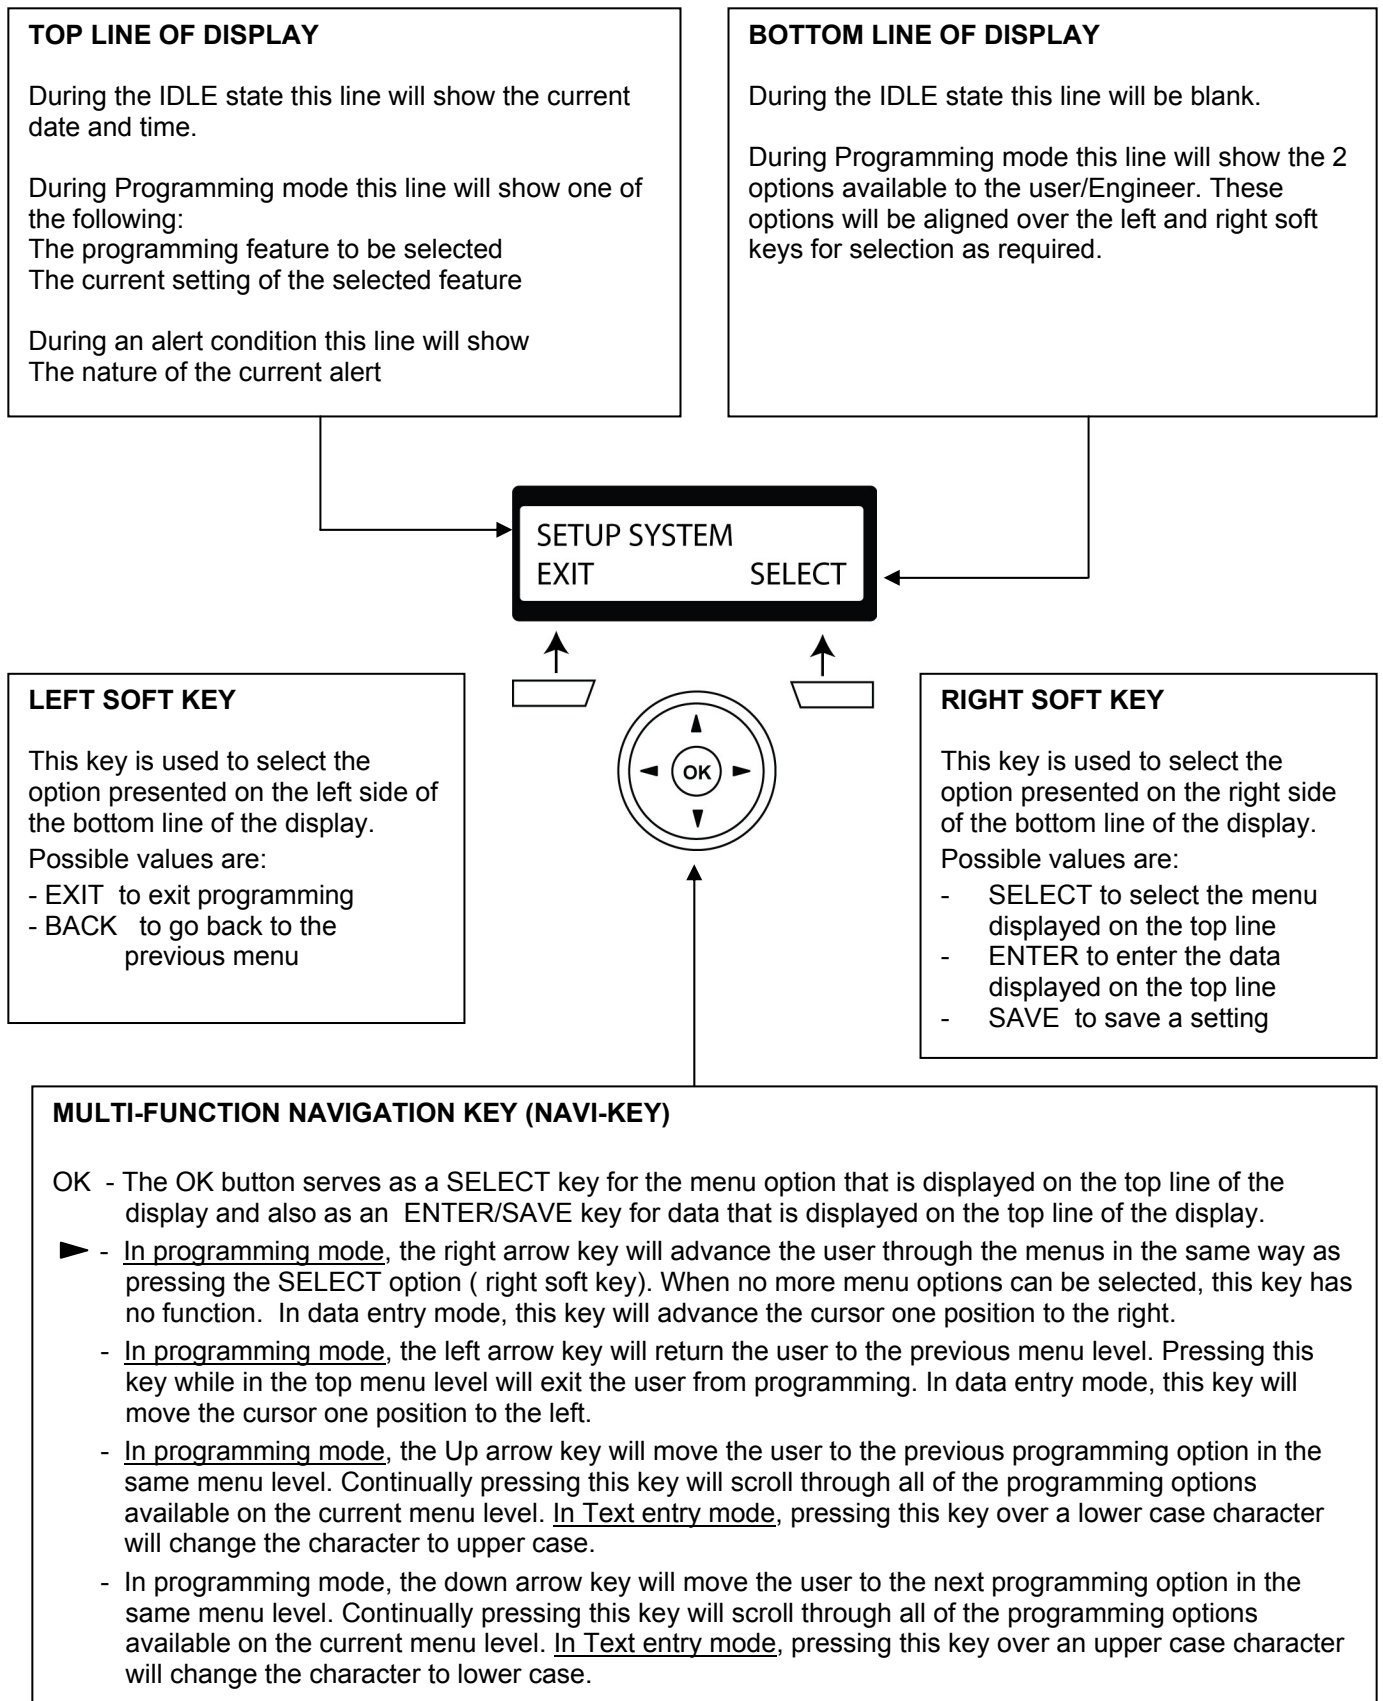 TOP LINE OF DISPLAY
During the IDLE state this line will show the current
date and time.
During Programming mode this line will show one of
the following:
The programming feature to be selected
The current setting of the selected feature
During an alert condition this line will show
The nature of the current alert
BOTTOM LINE OF DISPLAY
During the IDLE state this line will be blank.
During Programming mode this line will show the 2
options available to the user/Engineer. These
options will be aligned over the left and right soft
keys for selection as required.
SETUP SYSTEM
EXIT SELECT
LEFT SOFT KEY
This key is used to select the
option presented on the left side of
the bottom line of the display.
Possible values are:
- EXIT to exit programming
- BACK to go back to the
previous menu
OK
RIGHT SOFT KEY
This key is used to select the
option presented on the right side
of the bottom line of the display.
Possible values are:
- SELECT to select the menu
displayed on the top line
- ENTER to enter the data
displayed on the top line
- SAVE to save a setting
MULTI-FUNCTION NAVIGATION KEY (NAVI-KEY)
OK - The OK button serves as a SELECT key for the menu option that is displayed on the top line of the
display and also as an ENTER/SAVE key for data that is displayed on the top line of the display.
► - In programming mode, the right arrow key will advance the user through the menus in the same way as
pressing the SELECT option ( right soft key). When no more menu options can be selected, this key has
no function. In data entry mode, this key will advance the cursor one position to the right.
- In programming mode, the left arrow key will return the user to the previous menu level. Pressing this
key while in the top menu level will exit the user from programming. In data entry mode, this key will
move the cursor one position to the left.
- In programming mode, the Up arrow key will move the user to the previous programming option in the
same menu level. Continually pressing this key will scroll through all of the programming options
available on the current menu level. In Text entry mode, pressing this key over a lower case character
will change the character to upper case.
- In programming mode, the down arrow key will move the user to the next programming option in the
same menu level. Continually pressing this key will scroll through all of the programming options
available on the current menu level. In Text entry mode, pressing this key over an upper case character
will change the character to lower case.